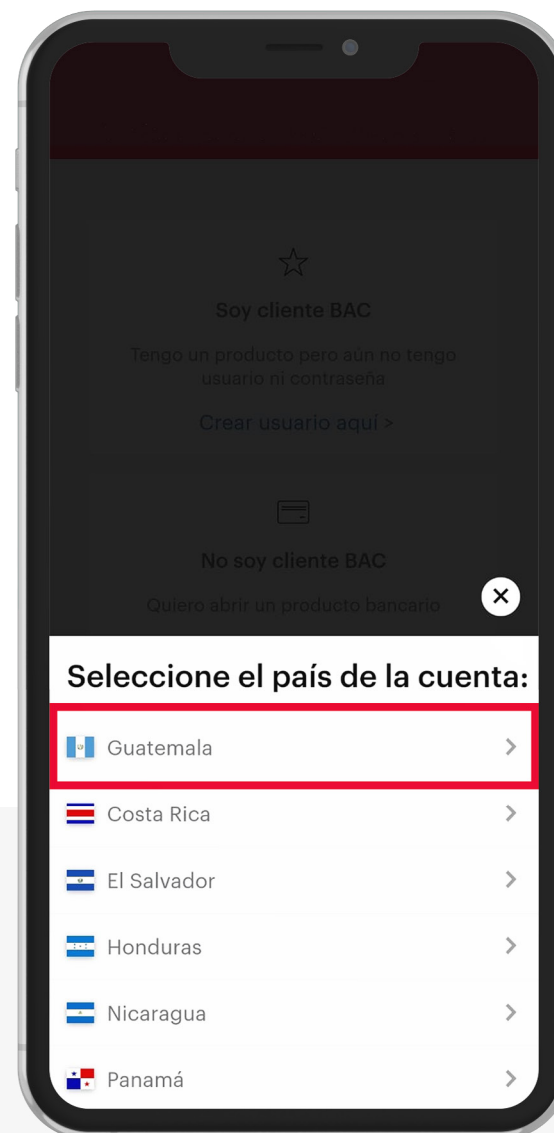 Soy cliente BAC
Tengo un producto pero aún no tengo
usuario ni contraseña
Crear usuario aquí >
No soy cliente BAC
Quiero abrir un producto bancario
Seleccione el país de la cuenta:
Guatemala
Costa Rica
El Salvador
Honduras
Nicaragua
Panamá